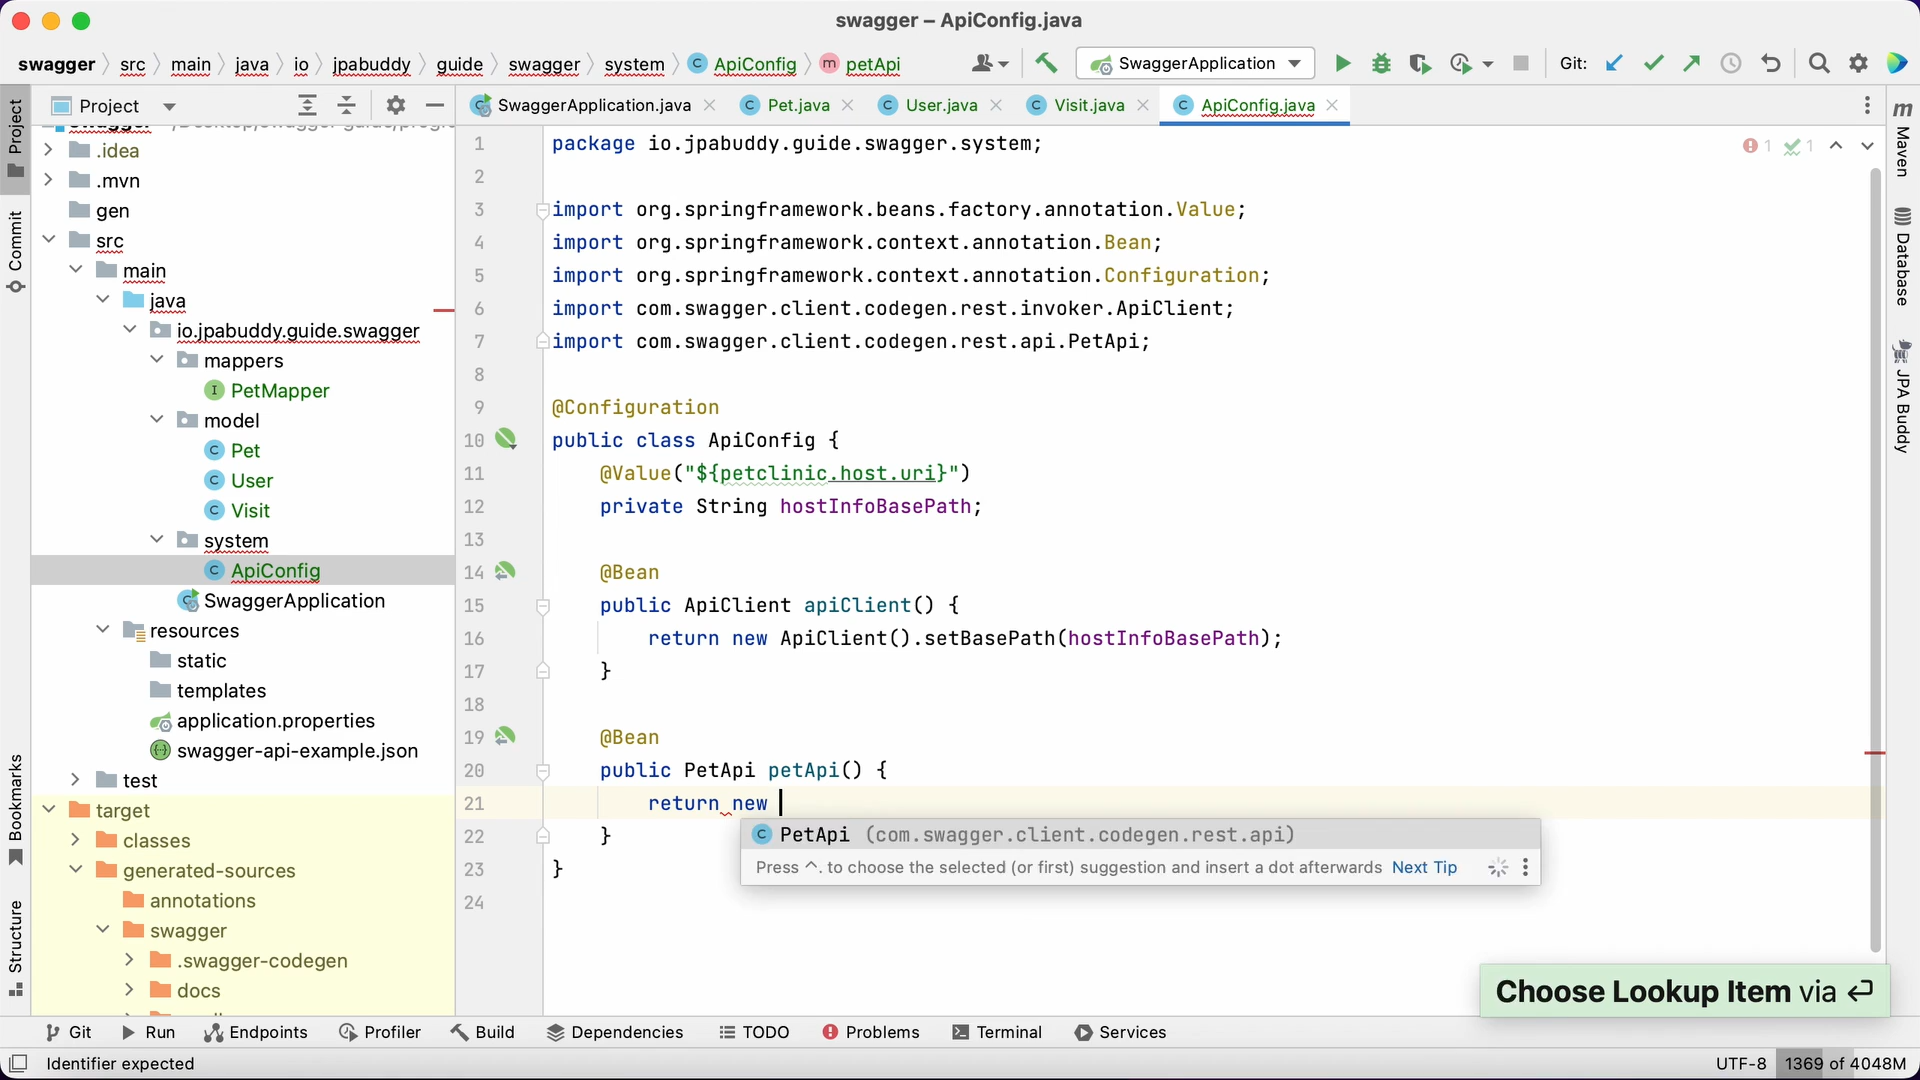 swagger – ApiConfig.java
swagger src main java io jpabuddy guide swagger system ApiConfig petApi SwaggerApplication Git:
Project
SwaggerApplication.java Pet.java User.java Visit.java ApiConfig.java
Project
Commit
Bookmarks
Structure
.idea
.mvn
gen
src
main
java
io.jpabuddy.guide.swagger
mappers
PetMapper
model
Pet
User
Visit
system
ApiConfig
SwaggerApplication
resources
static
templates
application.properties
swagger-api-example.json
test
target
classes
generated-sources
annotations
swagger
.swagger-codegen
docs
1 package io.jpabuddy.guide.swagger.system;
2
3 import org.springframework.beans.factory.annotation.Value;
4 import org.springframework.context.annotation.Bean;
5 import org.springframework.context.annotation.Configuration;
6 import com.swagger.client.codegen.rest.invoker.ApiClient;
7 import com.swagger.client.codegen.rest.api.PetApi;
8
9 @Configuration
10 public class ApiConfig {
11 @Value("${petclinic.host.uri}")
12 private String hostInfoBasePath;
13
14 @Bean
15 public ApiClient apiClient() {
16 return new ApiClient().setBasePath(hostInfoBasePath);
17 }
18
19 @Bean
20 public PetApi petApi() {
21 return new
22 }
23 }
24
PetApi (com.swagger.client.codegen.rest.api)
Press ^. to choose the selected (or first) suggestion and insert a dot afterwards Next Tip
1 1
Maven
Database
JPA Buddy
Choose Lookup Item via ↩
Git Run Endpoints Profiler Build Dependencies TODO Problems Terminal Services
Identifier expected UTF-8 1369 of 4048M